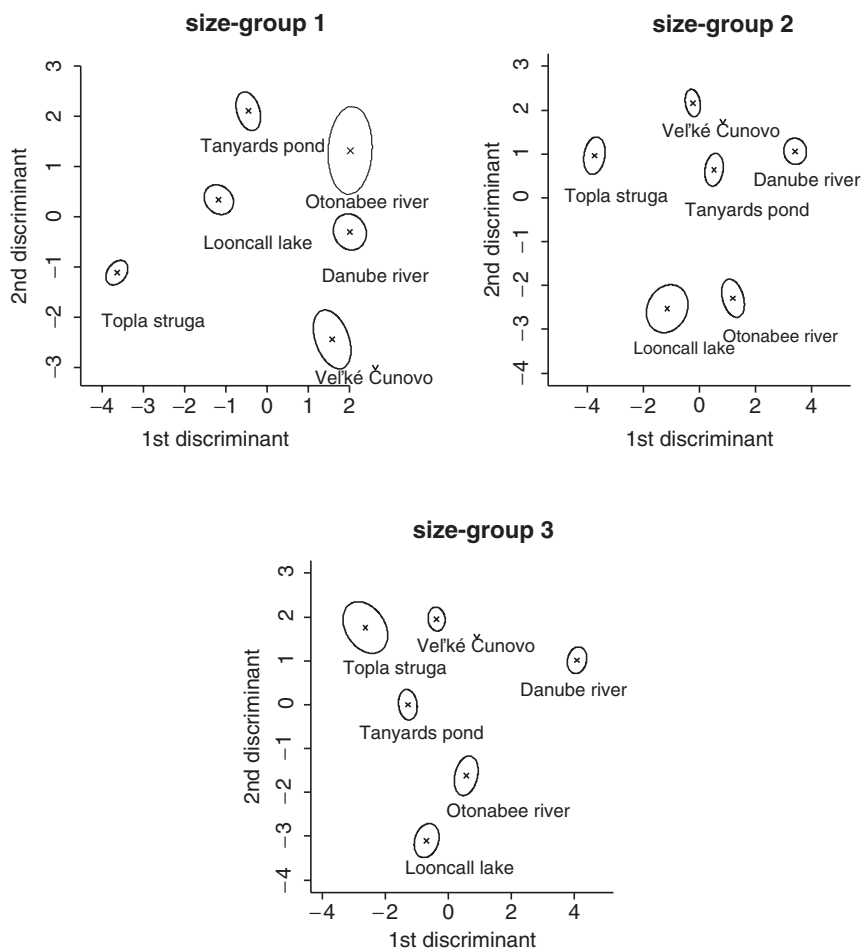 size-group 1
3
2
1
0
−1
−2
−3
2nd discriminant
Tanyards pond
Otonabee river
Looncall lake
Danube river
Topla struga
Veľké Čunovo
−4 −3 −2 −1 0 1 2
1st discriminant
size-group 2
3
2
1
0
−1
−2
−3
−4
2nd discriminant
Veľké Čunovo
Danube river
Topla struga
Tanyards pond
Looncall lake
Otonabee river
−4 −2 0 2 4
1st discriminant
size-group 3
3
2
1
0
−1
−2
−3
−4
2nd discriminant
Veľké Čunovo
Topla struga
Danube river
Tanyards pond
Otonabee river
Looncall lake
−4 −2 0 2 4
1st discriminant